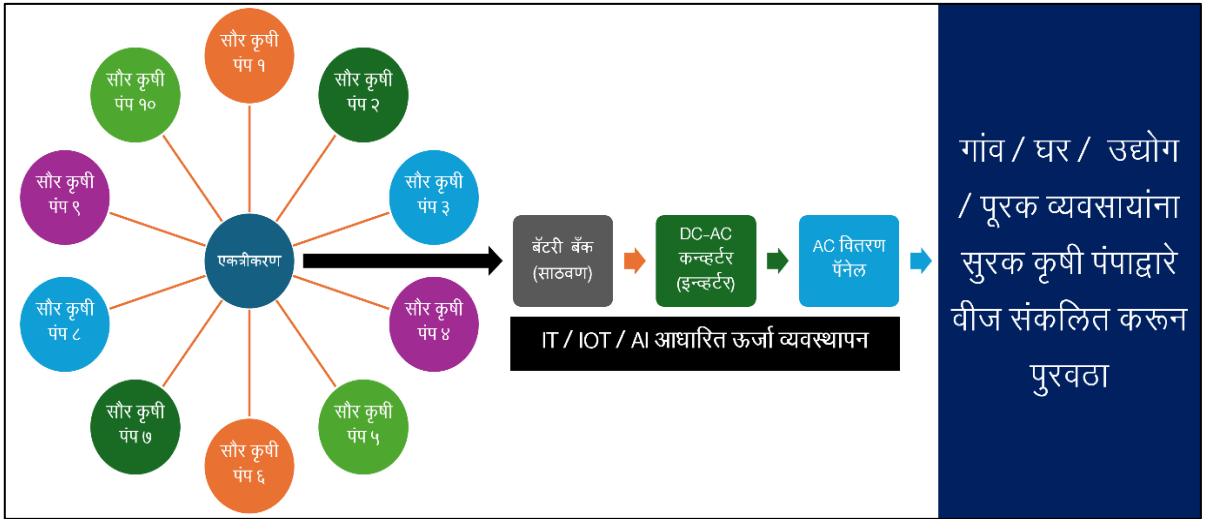 सौर कृषी
पंप १
सौर कृषी
पंप २
सौर कृषी
पंप ३
सौर कृषी
पंप ४
सौर कृषी
पंप ५
सौर कृषी
पंप ६
सौर कृषी
पंप ७
सौर कृषी
पंप ८
सौर कृषी
पंप ९
सौर कृषी
पंप १०
एकत्रीकरण
बॅटरी बँक
(साठवण)
DC-AC
कन्व्हर्टर
(इन्व्हर्टर)
AC वितरण
पॅनेल
IT / IOT / AI आधारित ऊर्जा व्यवस्थापन
गांव / घर / उद्योग
/ पूरक व्यवसायांना
सुरक कृषी पंपाद्वारे
वीज संकलित करून
पुरवठा